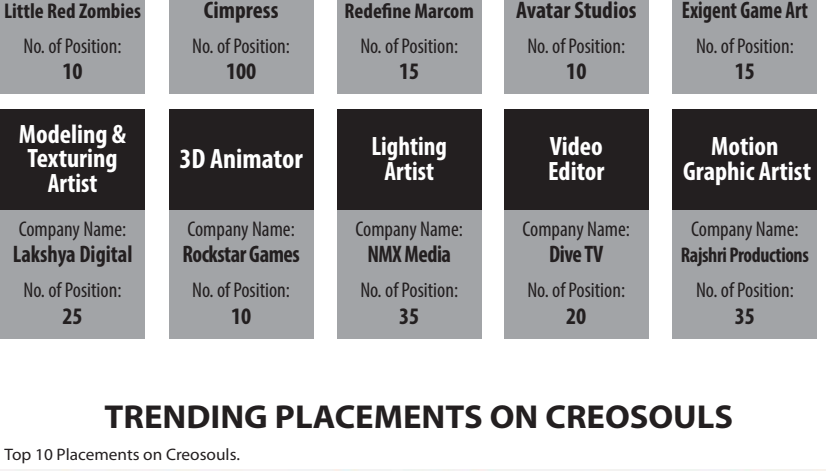 Little Red Zombies
No. of Position:
10
Cimpress
No. of Position:
100
Redefine Marcom
No. of Position:
15
Avatar Studios
No. of Position:
10
Exigent Game Art
No. of Position:
15
Modeling &
Texturing
Artist
Company Name:
Lakshya Digital
No. of Position:
25
3D Animator
Company Name:
Rockstar Games
No. of Position:
10
Lighting
Artist
Company Name:
NMX Media
No. of Position:
35
Video
Editor
Company Name:
Dive TV
No. of Position:
20
Motion
Graphic Artist
Company Name:
Rajshri Productions
No. of Position:
35
TRENDING PLACEMENTS ON CREOSOULS
Top 10 Placements on Creosouls.